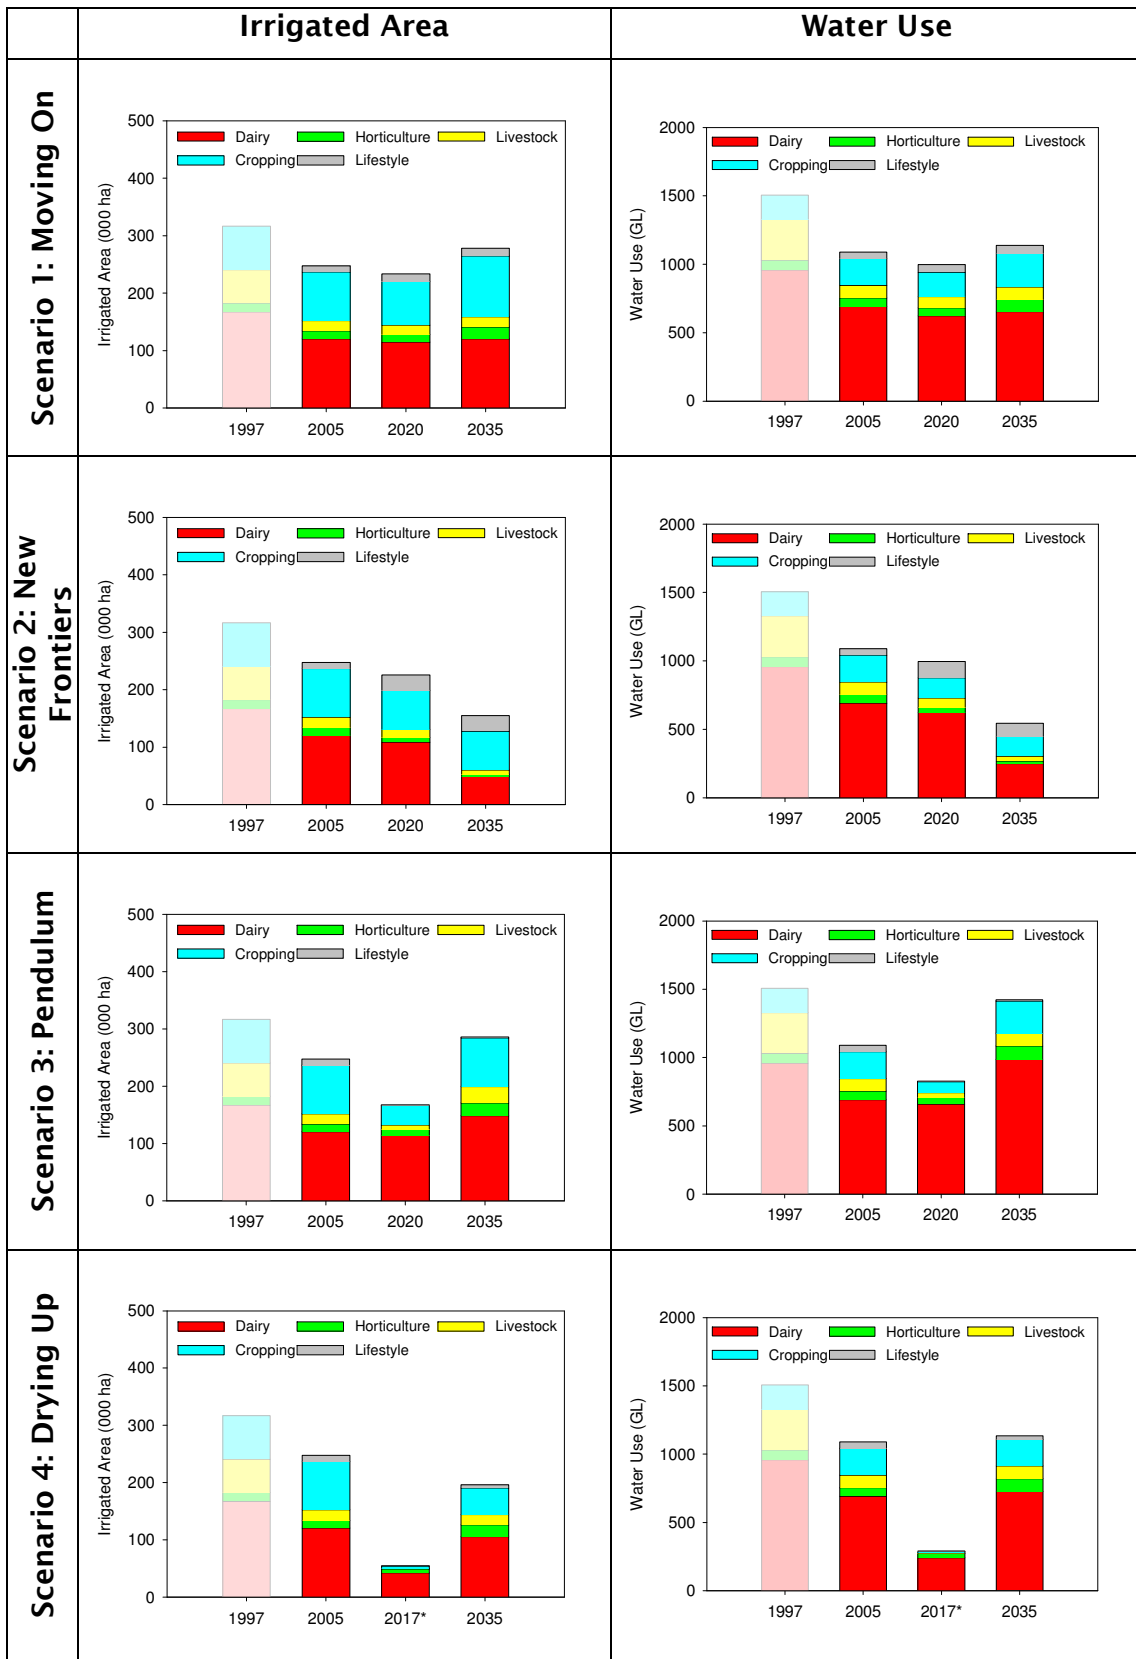 Irrigated Area
Water Use
Scenario 1: Moving On
Irrigated Area (000 ha)
500
400
300
200
100
0
Dairy Horticulture Livestock
Cropping Lifestyle
1997 2005 2020 2035
Water Use (GL)
2000
1500
1000
500
0
Dairy Horticulture Livestock
Cropping Lifestyle
1997 2005 2020 2035
Scenario 2: New
Frontiers
Irrigated Area (000 ha)
500
400
300
200
100
0
Dairy Horticulture Livestock
Cropping Lifestyle
1997 2005 2020 2035
Water Use (GL)
2000
1500
1000
500
0
Dairy Horticulture Livestock
Cropping Lifestyle
1997 2005 2020 2035
Scenario 3: Pendulum
Irrigated Area (000 ha)
500
400
300
200
100
0
Dairy Horticulture Livestock
Cropping Lifestyle
1997 2005 2020 2035
Water Use (GL)
2000
1500
1000
500
0
Dairy Horticulture Livestock
Cropping Lifestyle
1997 2005 2020 2035
Scenario 4: Drying Up
Irrigated Area (000 ha)
500
400
300
200
100
0
Dairy Horticulture Livestock
Cropping Lifestyle
1997 2005 2017* 2035
Water Use (GL)
2000
1500
1000
500
0
Dairy Horticulture Livestock
Cropping Lifestyle
1997 2005 2017* 2035